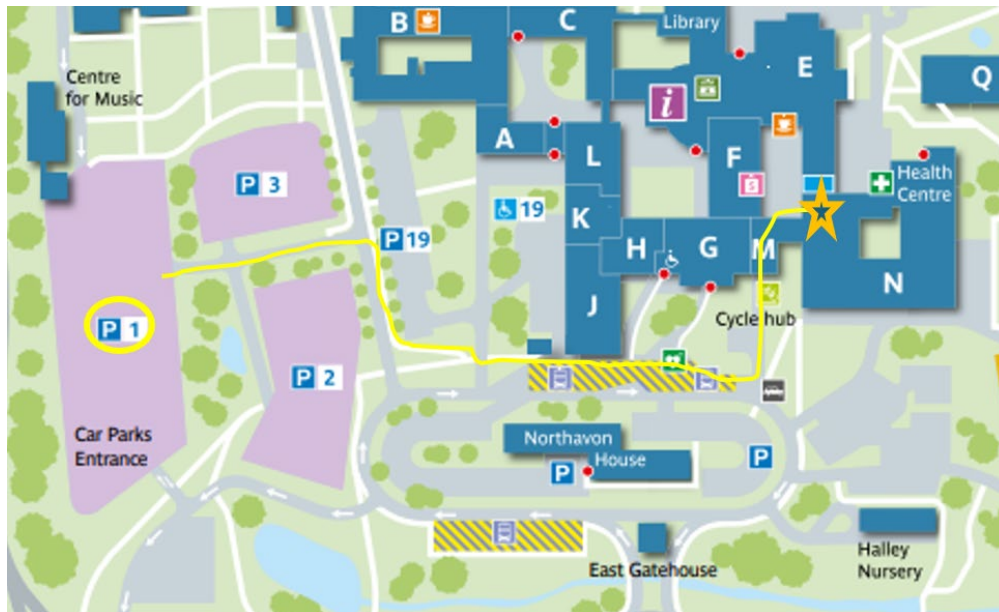 B
C
Library
E
Q
Centre
for Music
i
A
L
F
Health
Centre
P 3
19
K
P 19
H
G
M
N
J
P 1
Cycle hub
P 2
Car Parks
Entrance
Northavon
House
P
P
East Gatehouse
Halley
Nursery